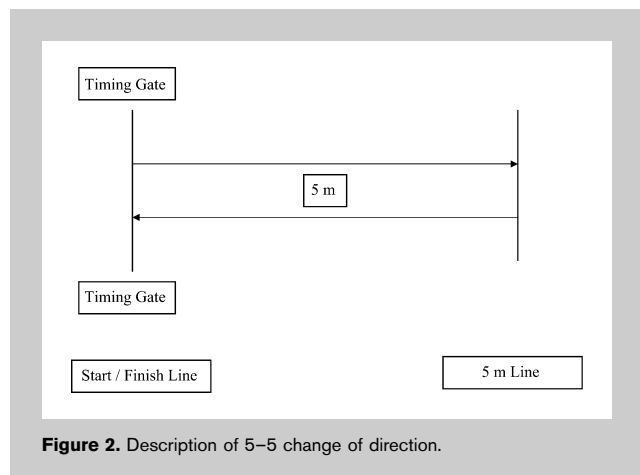 Timing Gate
5 m
Timing Gate
Start / Finish Line
5 m Line
Figure 2. Description of 5–5 change of direction.